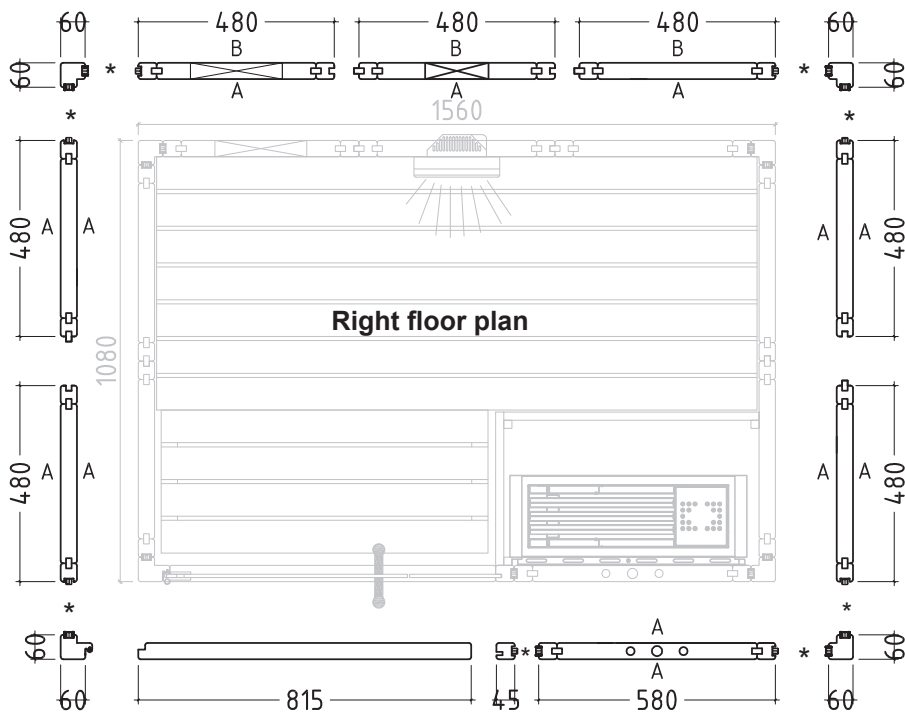 60 480 480 480 60
B B B
60 * * 60
A A A
* 1560 *
480 A A A A 480
Right floor plan
1080
480 A A A A 480
* *
60 A 60
* *
A
60 815 45 580 60